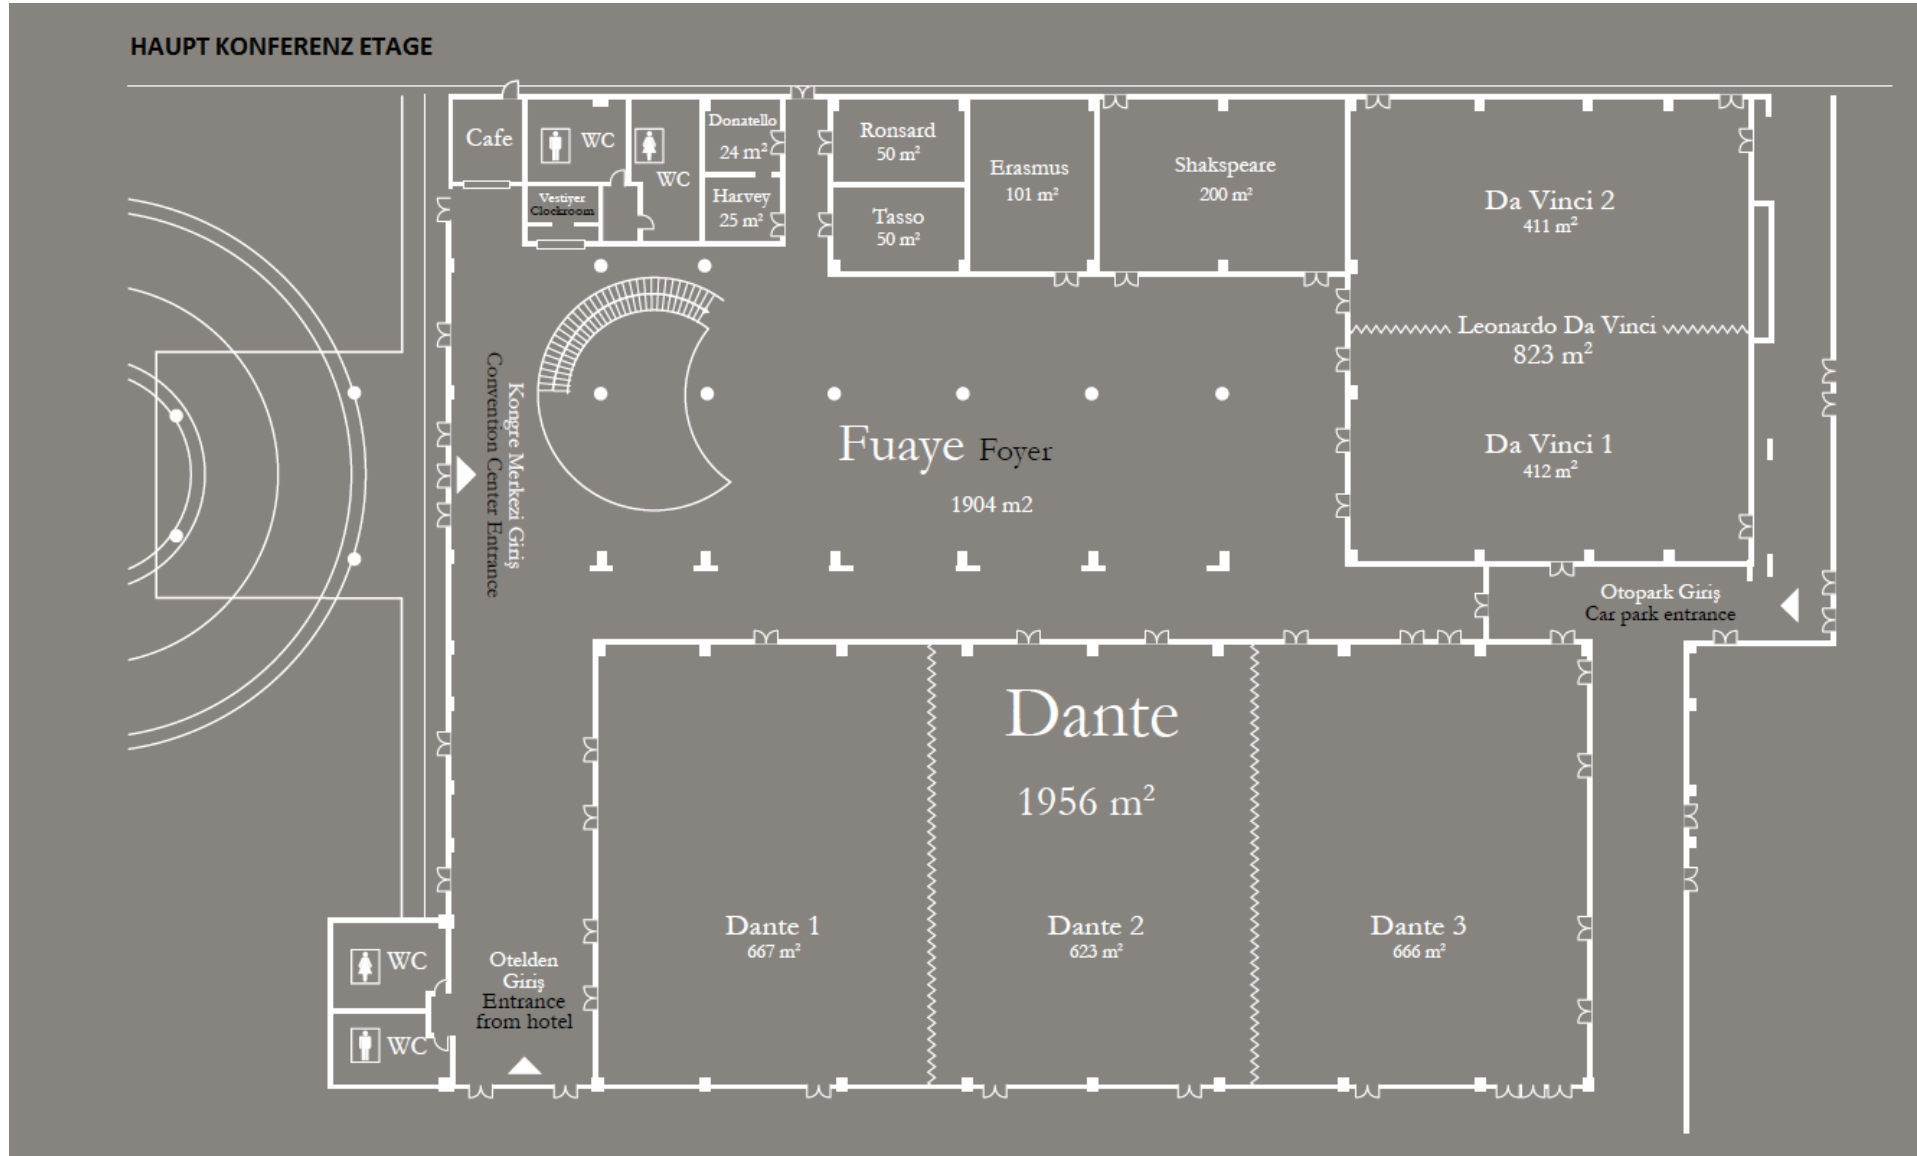 HAUPT KONFERENZ ETAGE
Cafe
WC
WC
Vestiyer
Clockroom
Donatello
24 m²
Harvey
25 m²
Ronsard
50 m²
Tasso
50 m²
Erasmus
101 m²
Shakspeare
200 m²
Da Vinci 2
411 m²
Leonardo Da Vinci
823 m²
Da Vinci 1
412 m²
Kongre Merkezi Giriş
Convention Center Entrance
Fuaye Foyer
1904 m2
Otopark Giriş
Car park entrance
Dante
1956 m²
Dante 1
667 m²
Dante 2
623 m²
Dante 3
666 m²
WC
WC
Otelden
Giriş
Entrance
from hotel